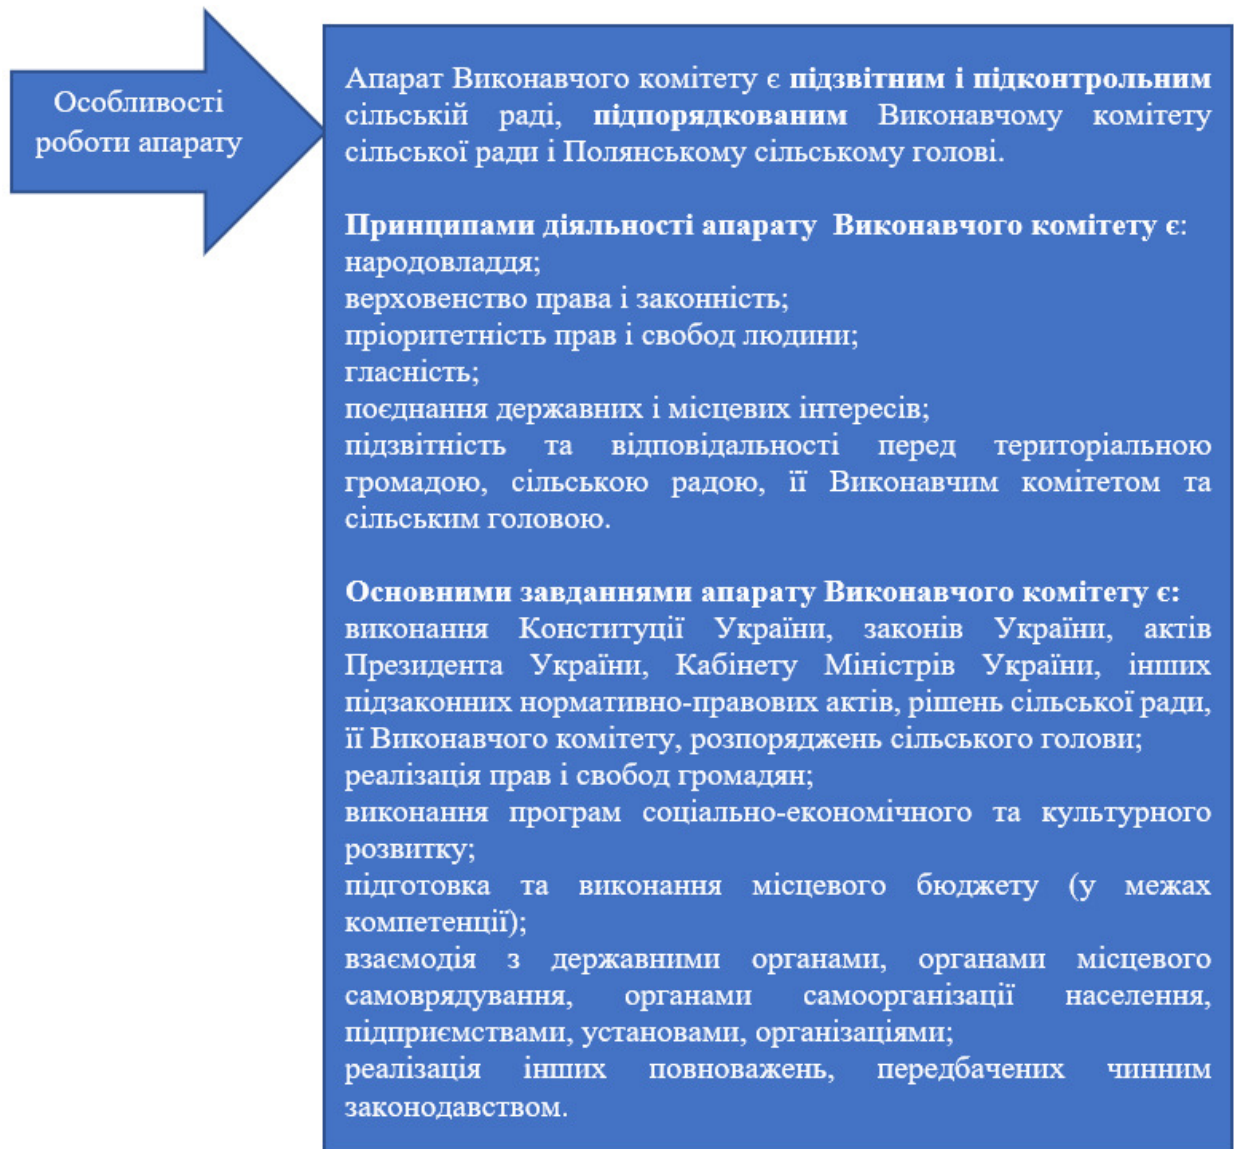 Особливості
роботи апарату
Апарат Виконавчого комітету є підзвітним і підконтрольним
сільській раді, підпорядкованим Виконавчому комітету
сільської ради і Полянському сільському голові.
Принципами діяльності апарату Виконавчого комітету є:
народовладдя;
верховенство права і законність;
пріоритетність прав і свобод людини;
гласність;
поєднання державних і місцевих інтересів;
підзвітність та відповідальності перед територіальною
громадою, сільською радою, її Виконавчим комітетом та
сільським головою.
Основними завданнями апарату Виконавчого комітету є:
виконання Конституції України, законів України, актів
Президента України, Кабінету Міністрів України, інших
підзаконних нормативно-правових актів, рішень сільської ради,
її Виконавчого комітету, розпоряджень сільського голови;
реалізація прав і свобод громадян;
виконання програм соціально-економічного та культурного
розвитку;
підготовка та виконання місцевого бюджету (у межах
компетенції);
взаємодія з державними органами, органами місцевого
самоврядування, органами самоорганізації населення,
підприємствами, установами, організаціями;
реалізація інших повноважень, передбачених чинним
законодавством.